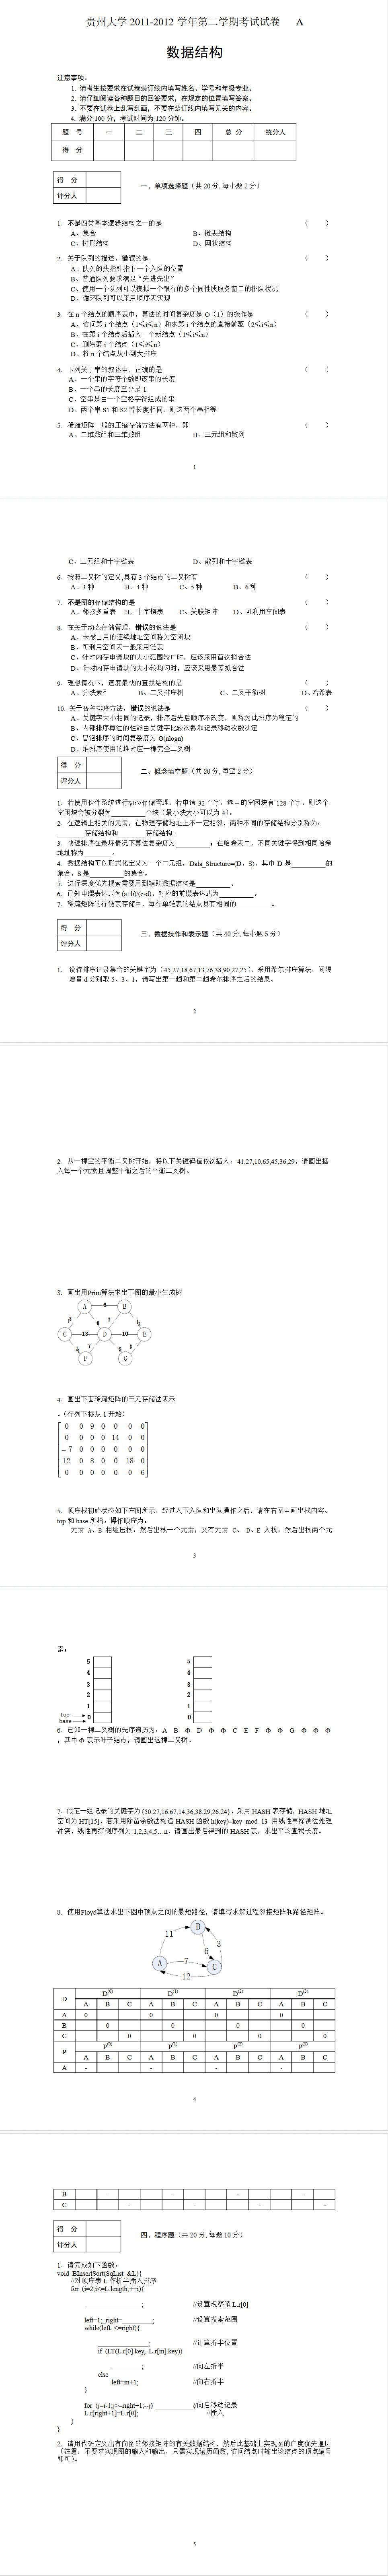 贵州大学 2011-2012 学年第二学期考试试卷 A
数据结构
注意事项：
1. 请考生按要求在试卷装订线内填写姓名、学号和年级专业。
2. 请仔细阅读各种题目的回答要求，在规定的位置填写答案。
3. 不要在试卷上乱写乱画，不要在装订线内填写无关的内容。
4. 满分 100 分，考试时间为 120 分钟。
题 号 一 二 三 四 总 分 统分人
得 分
得 分
评分人
一、单项选择题（共 20 分, 每小题 2 分）
1．不是四类基本逻辑结构之一的是 （ ）
A、集合 B、链表结构
C、树形结构 D、网状结构
2．关于队列的描述，错误的是 （ ）
A、队列的头指针指下一个入队的位置
B、普通队列要求满足“先进先出”
C、使用一个队列可以模拟一个银行的多个同性质服务窗口的排队状况
D、循环队列可以采用顺序表实现
3．在 n 个结点的顺序表中，算法的时间复杂度是 O（1）的操作是 （ ）
A、访问第 i 个结点（1≤i≤n）和求第 i 个结点的直接前驱（2≤i≤n）
B、在第 i 个结点后插入一个新结点（1≤i≤n）
C、删除第 i 个结点（1≤i≤n）
D、将 n 个结点从小到大排序
4．下列关于串的叙述中，正确的是 （ ）
A、一个串的字符个数即该串的长度
B、一个串的长度至少是 1
C、空串是由一个空格字符组成的串
D、两个串 S1 和 S2 若长度相同，则这两个串相等
5．稀疏矩阵一般的压缩存储方法有两种，即 （ ）
A、二维数组和三维数组 B、三元组和散列
1
C、三元组和十字链表 D、散列和十字链表
6．按照二叉树的定义,具有 3 个结点的二叉树有 （ ）
A、3 种 B、4 种 C、5 种 B、6 种
7．不是图的存储结构的是 （ ）
A、邻接多重表 B、十字链表 C、关联矩阵 D、可利用空间表
8．在关于动态存储管理，错误的说法是 （ ）
A、未被占用的连续地址空间称为空闲块
B、可利用空间表一般采用链表
C、针对内存申请块的大小范围较广时，应该采用首次拟合法
D、针对内存申请块的大小较均匀时，应该采用最差拟合法
9．理想情况下，速度最快的查找结构的是 （ ）
A、分块索引 B、二叉排序树 C、二叉平衡树 D、哈希表
10. 关于各种排序方法，错误的说法是 （ ）
A、关键字大小相同的记录，排序后先后顺序不改变，则称为此排序为稳定的
B、内部排序算法的性能由关键字比较次数和记录移动次数决定
C、冒泡排序的时间复杂度为 O(nlogn)
D、堆排序使用的堆对应一棵完全二叉树
得 分
评分人
二、概念填空题（共 20 分, 每空 2 分）
1．若使用伙伴系统进行动态存储管理，若申请 32 个字，选中的空闲块有 128 个字，则这个
空闲块会被分裂为__________个块（最小块大小可以为 4）。
2．在逻辑上相关的元素，在物理存储地址上不一定相邻，两种不同的存储结构分别称为：
________存储结构和________存储结构。
3．快速排序在最坏情况下算法复杂度为__________；在哈希表中，不同关键字得到相同哈希
地址称为________。
4．数据结构可以形式化定义为一个二元组，Data_Structure=(D，S)，其中 D 是__________的
集合，S 是__________的集合。
5．进行深度优先搜索需要用到辅助数据结构是__________。
6．已知中缀表达式为(a+b)/(c-d)，对应的前缀表达式为__________。
7．稀疏矩阵的行链表存储中，每行单链表的结点具有相同的__________。
得 分
评分人
三、数据操作和表示题（共 40 分, 每小题 5 分）
1．设待排序记录集合的关键字为（45,27,18,67,13,76,38,90,27,25），采用希尔排序算法，间隔
增量 d 分别取 5、3、1，请写出第一趟和第二趟希尔排序之后的结果。
2
2．从一棵空的平衡二叉树开始，将以下关键码值依次插入：41,27,10,65,45,36,29，请画出插
入每一个元素且调整平衡之后的平衡二叉树。
3．画出用Prim算法求出下图的最小生成树
A 6 B
C 13 D 10 E
F G
4．画出下面稀疏矩阵的三元存储法表示
。（行列下标从 1 开始）
0 0 9 0 0 0 0
0 0 0 0 14 0 0
－7 0 0 0 0 0 0
12 0 8 0 0 18 0
0 0 0 0 0 0 6
5．顺序栈初始状态如下左图所示，经过入下入队和出队操作之后，请在右图中画出栈内容、
top 和 base 所指。操作顺序为：
元素 A、B 相继压栈；然后出栈一个元素；又有元素 C、 D、E 入栈；然后出栈两个元
3
素；
5 5
4 4
3 3
2 2
1 1
top
base 0 0
6．已知一棵二叉树的先序遍历为：A B Φ D Φ Φ C E F Φ Φ G Φ Φ Φ
，其中Φ表示叶子结点，请画出这棵二叉树。
7．假定一组记录的关键字为{50,27,16,67,14,36,38,29,26,24}，采用 HASH 表存储，HASH 地址
空间为 HT[15]，若采用除留余数法构造 HASH 函数 h(key)=key mod 13，用线性再探测法处理
冲突，线性再探测序列为 1,2,3,4,5…n，请画出最后得到的 HASH 表，求出平均查找长度。
8．使用Floyd算法求出下图中顶点之间的最短路径，请填写求解过程邻接矩阵和路径矩阵。
B
11 3
6
A 7 C
12
D D(0) D(1) D(2) D(3)
A B C A B C A B C A B C
A 0 0 0 0
B 0 0 0 0
C 0 0 0 0
P p(0) p(1) p(2) p(3)
A B C A B C A B C A B C
A - - - -
4
B - - - -
C - - - -
得 分
评分人
四、程序题（共 20 分, 每题 10 分）
1．请完成如下函数：
void BInsertSort(SqList &L){
//对顺序表 L 作折半插入排序
for (i=2;i<=L.length;++i){
________________; //设置观察哨 L.r[0]
left=1;_right=_________; //设置搜索范围
while(left <=right){
______________; //计算折半位置
if (LT(L.r[0].key, L.r[m].key))
_________; //向左折半
else
left=m+1; //向右折半
}
for (j=i-1;j>=right+1;--j) ___________;//向后移动记录
L.r[right+1]=L.r[0]; //插入
}
}
2．请用代码定义出有向图的邻接矩阵的有关数据结构，然后此基础上实现图的广度优先遍历
（注意：不要求实现图的输入和输出，只需实现遍历函数, 访问结点时输出该结点的顶点编号
即可）。
5